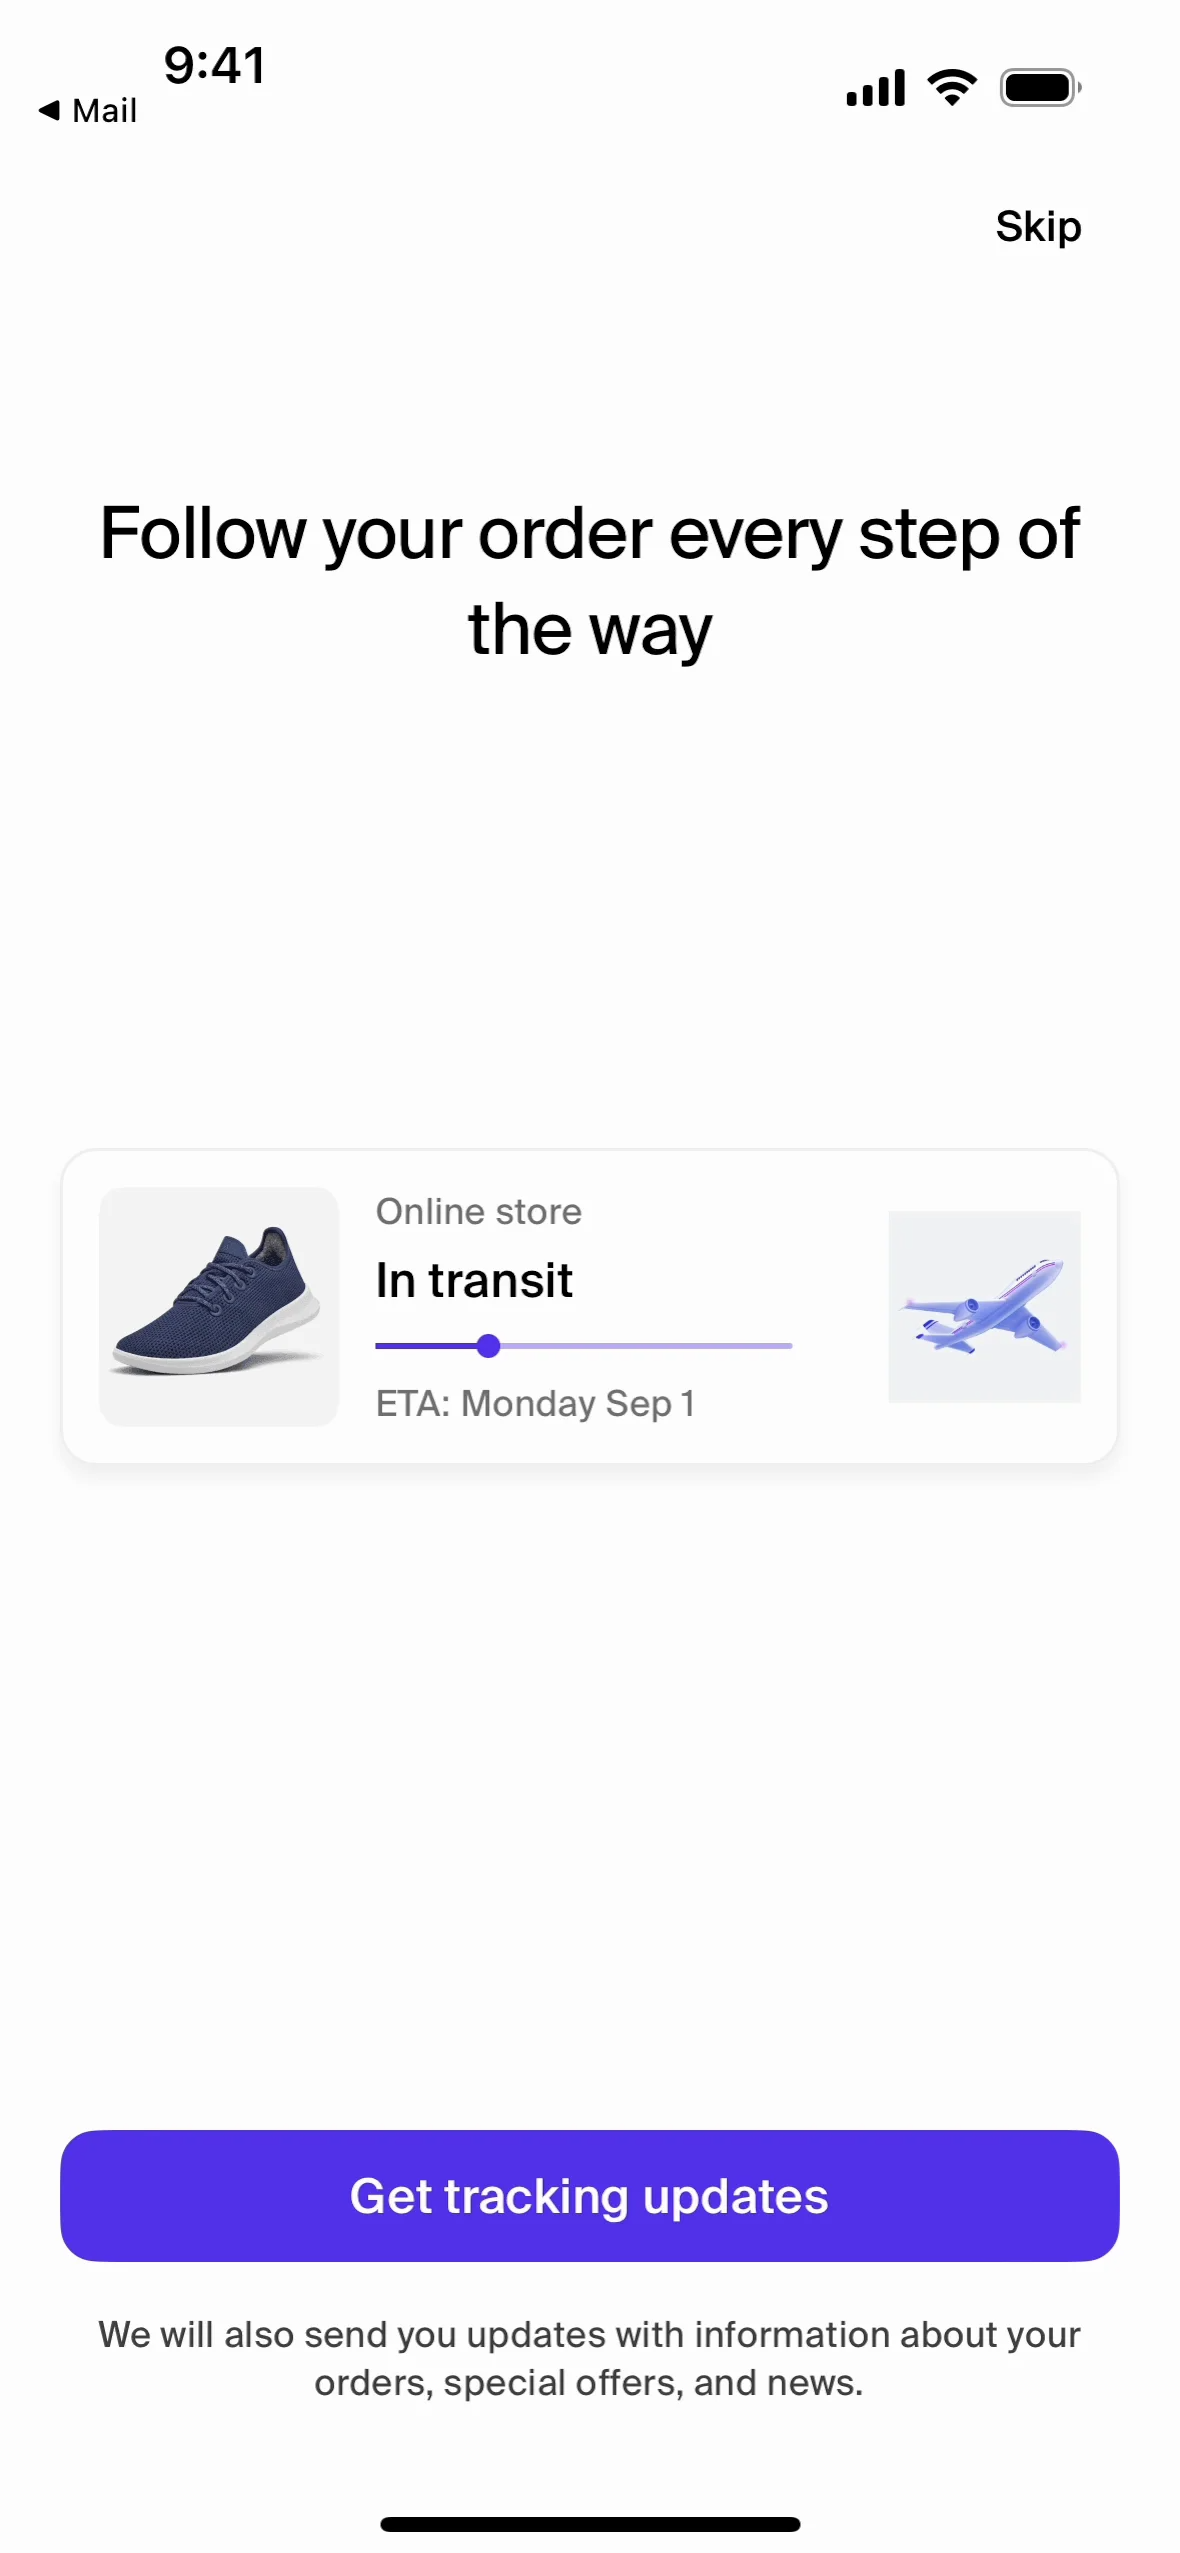 9:41
◀ Mail
Skip
Follow your order every step of
the way
Online store
In transit
ETA: Monday Sep 1
Get tracking updates
We will also send you updates with information about your
orders, special offers, and news.